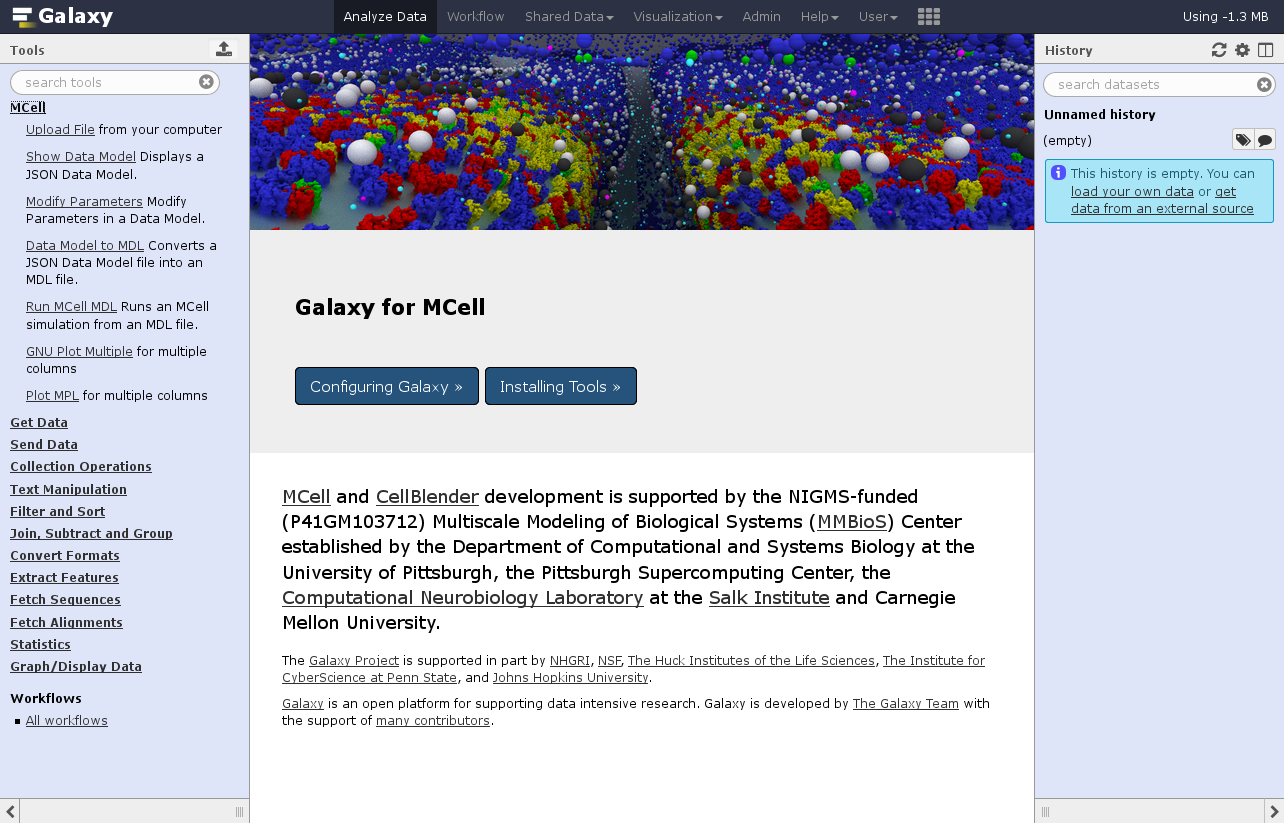 Galaxy
Analyze Data Workflow Shared Data Visualization Admin Help User
Using -1.3 MB
Tools
search tools
MCell
Upload File from your computer
Show Data Model Displays a
JSON Data Model.
Modify Parameters Modify
Parameters in a Data Model.
Data Model to MDL Converts a
JSON Data Model file into an
MDL file.
Run MCell MDL Runs an MCell
simulation from an MDL file.
GNU Plot Multiple for multiple
columns
Plot MPL for multiple columns
Get Data
Send Data
Collection Operations
Text Manipulation
Filter and Sort
Join, Subtract and Group
Convert Formats
Extract Features
Fetch Sequences
Fetch Alignments
Statistics
Graph/Display Data
Workflows
All workflows
Galaxy for MCell
Configuring Galaxy »
Installing Tools »
MCell and CellBlender development is supported by the NIGMS-funded
(P41GM103712) Multiscale Modeling of Biological Systems (MMBioS) Center
established by the Department of Computational and Systems Biology at the
University of Pittsburgh, the Pittsburgh Supercomputing Center, the
Computational Neurobiology Laboratory at the Salk Institute and Carnegie
Mellon University.
The Galaxy Project is supported in part by NHGRI, NSF, The Huck Institutes of the Life Sciences, The Institute for
CyberScience at Penn State, and Johns Hopkins University.
Galaxy is an open platform for supporting data intensive research. Galaxy is developed by The Galaxy Team with
the support of many contributors.
History
search datasets
Unnamed history
(empty)
This history is empty. You can
load your own data or get
data from an external source